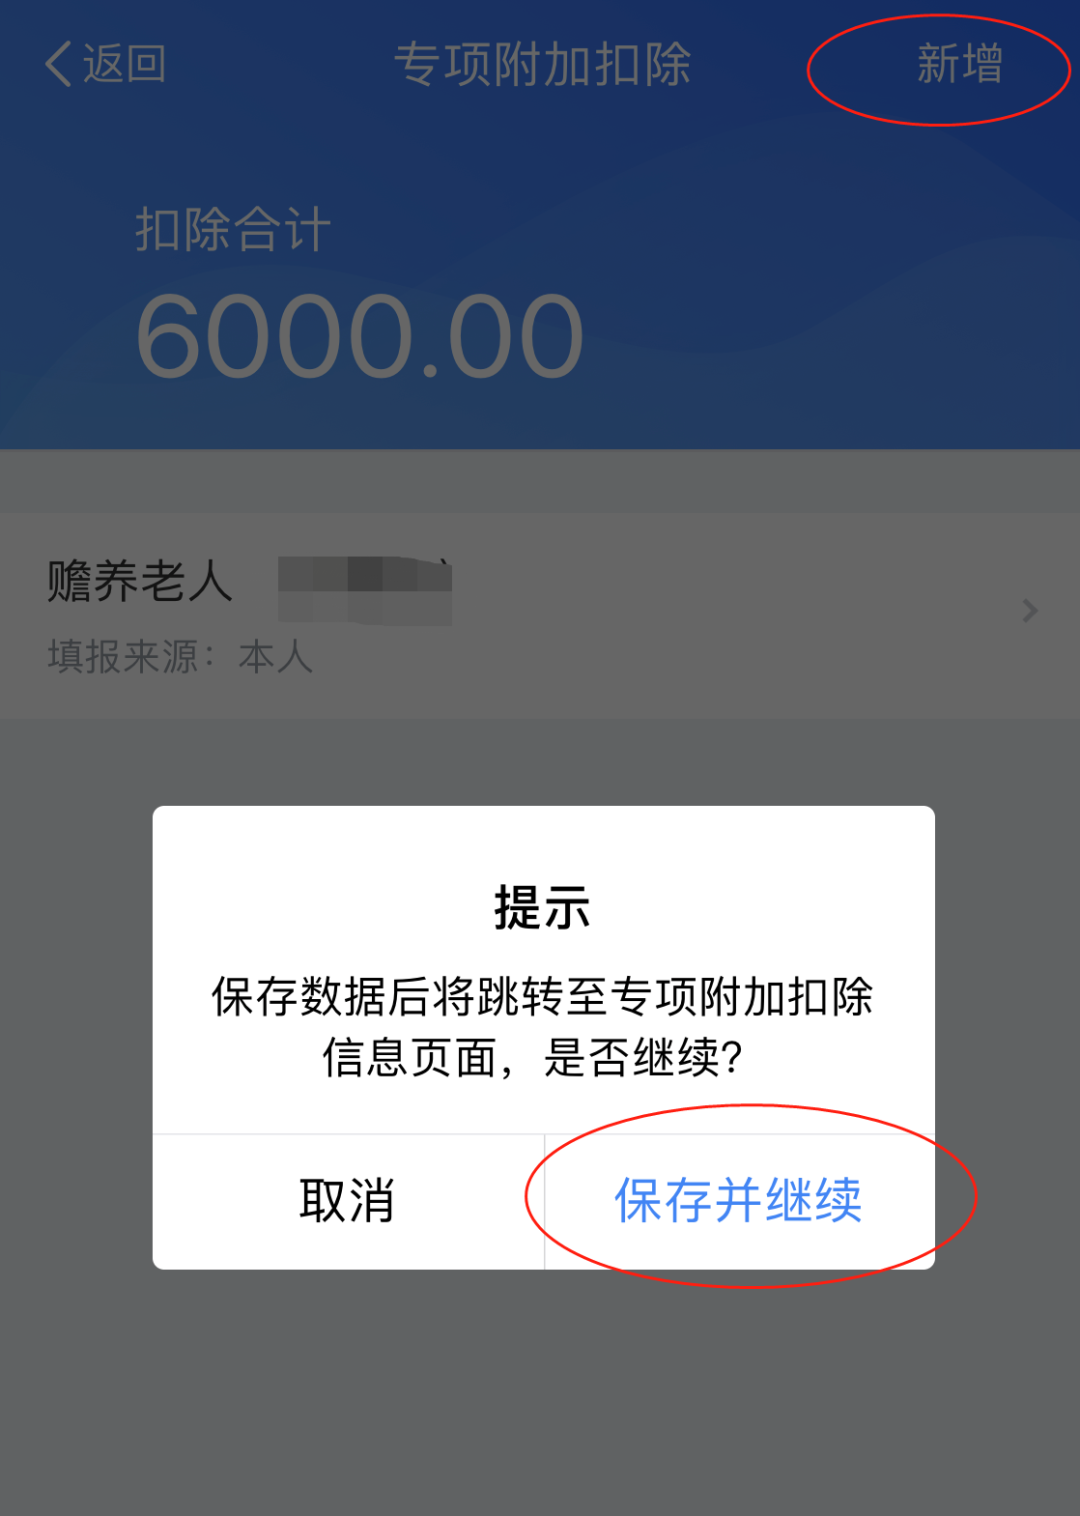 返回
专项附加扣除
新增
扣除合计
6000.00
赡养老人
填报来源：本人
提示
保存数据后将跳转至专项附加扣除
信息页面，是否继续？
取消
保存并继续